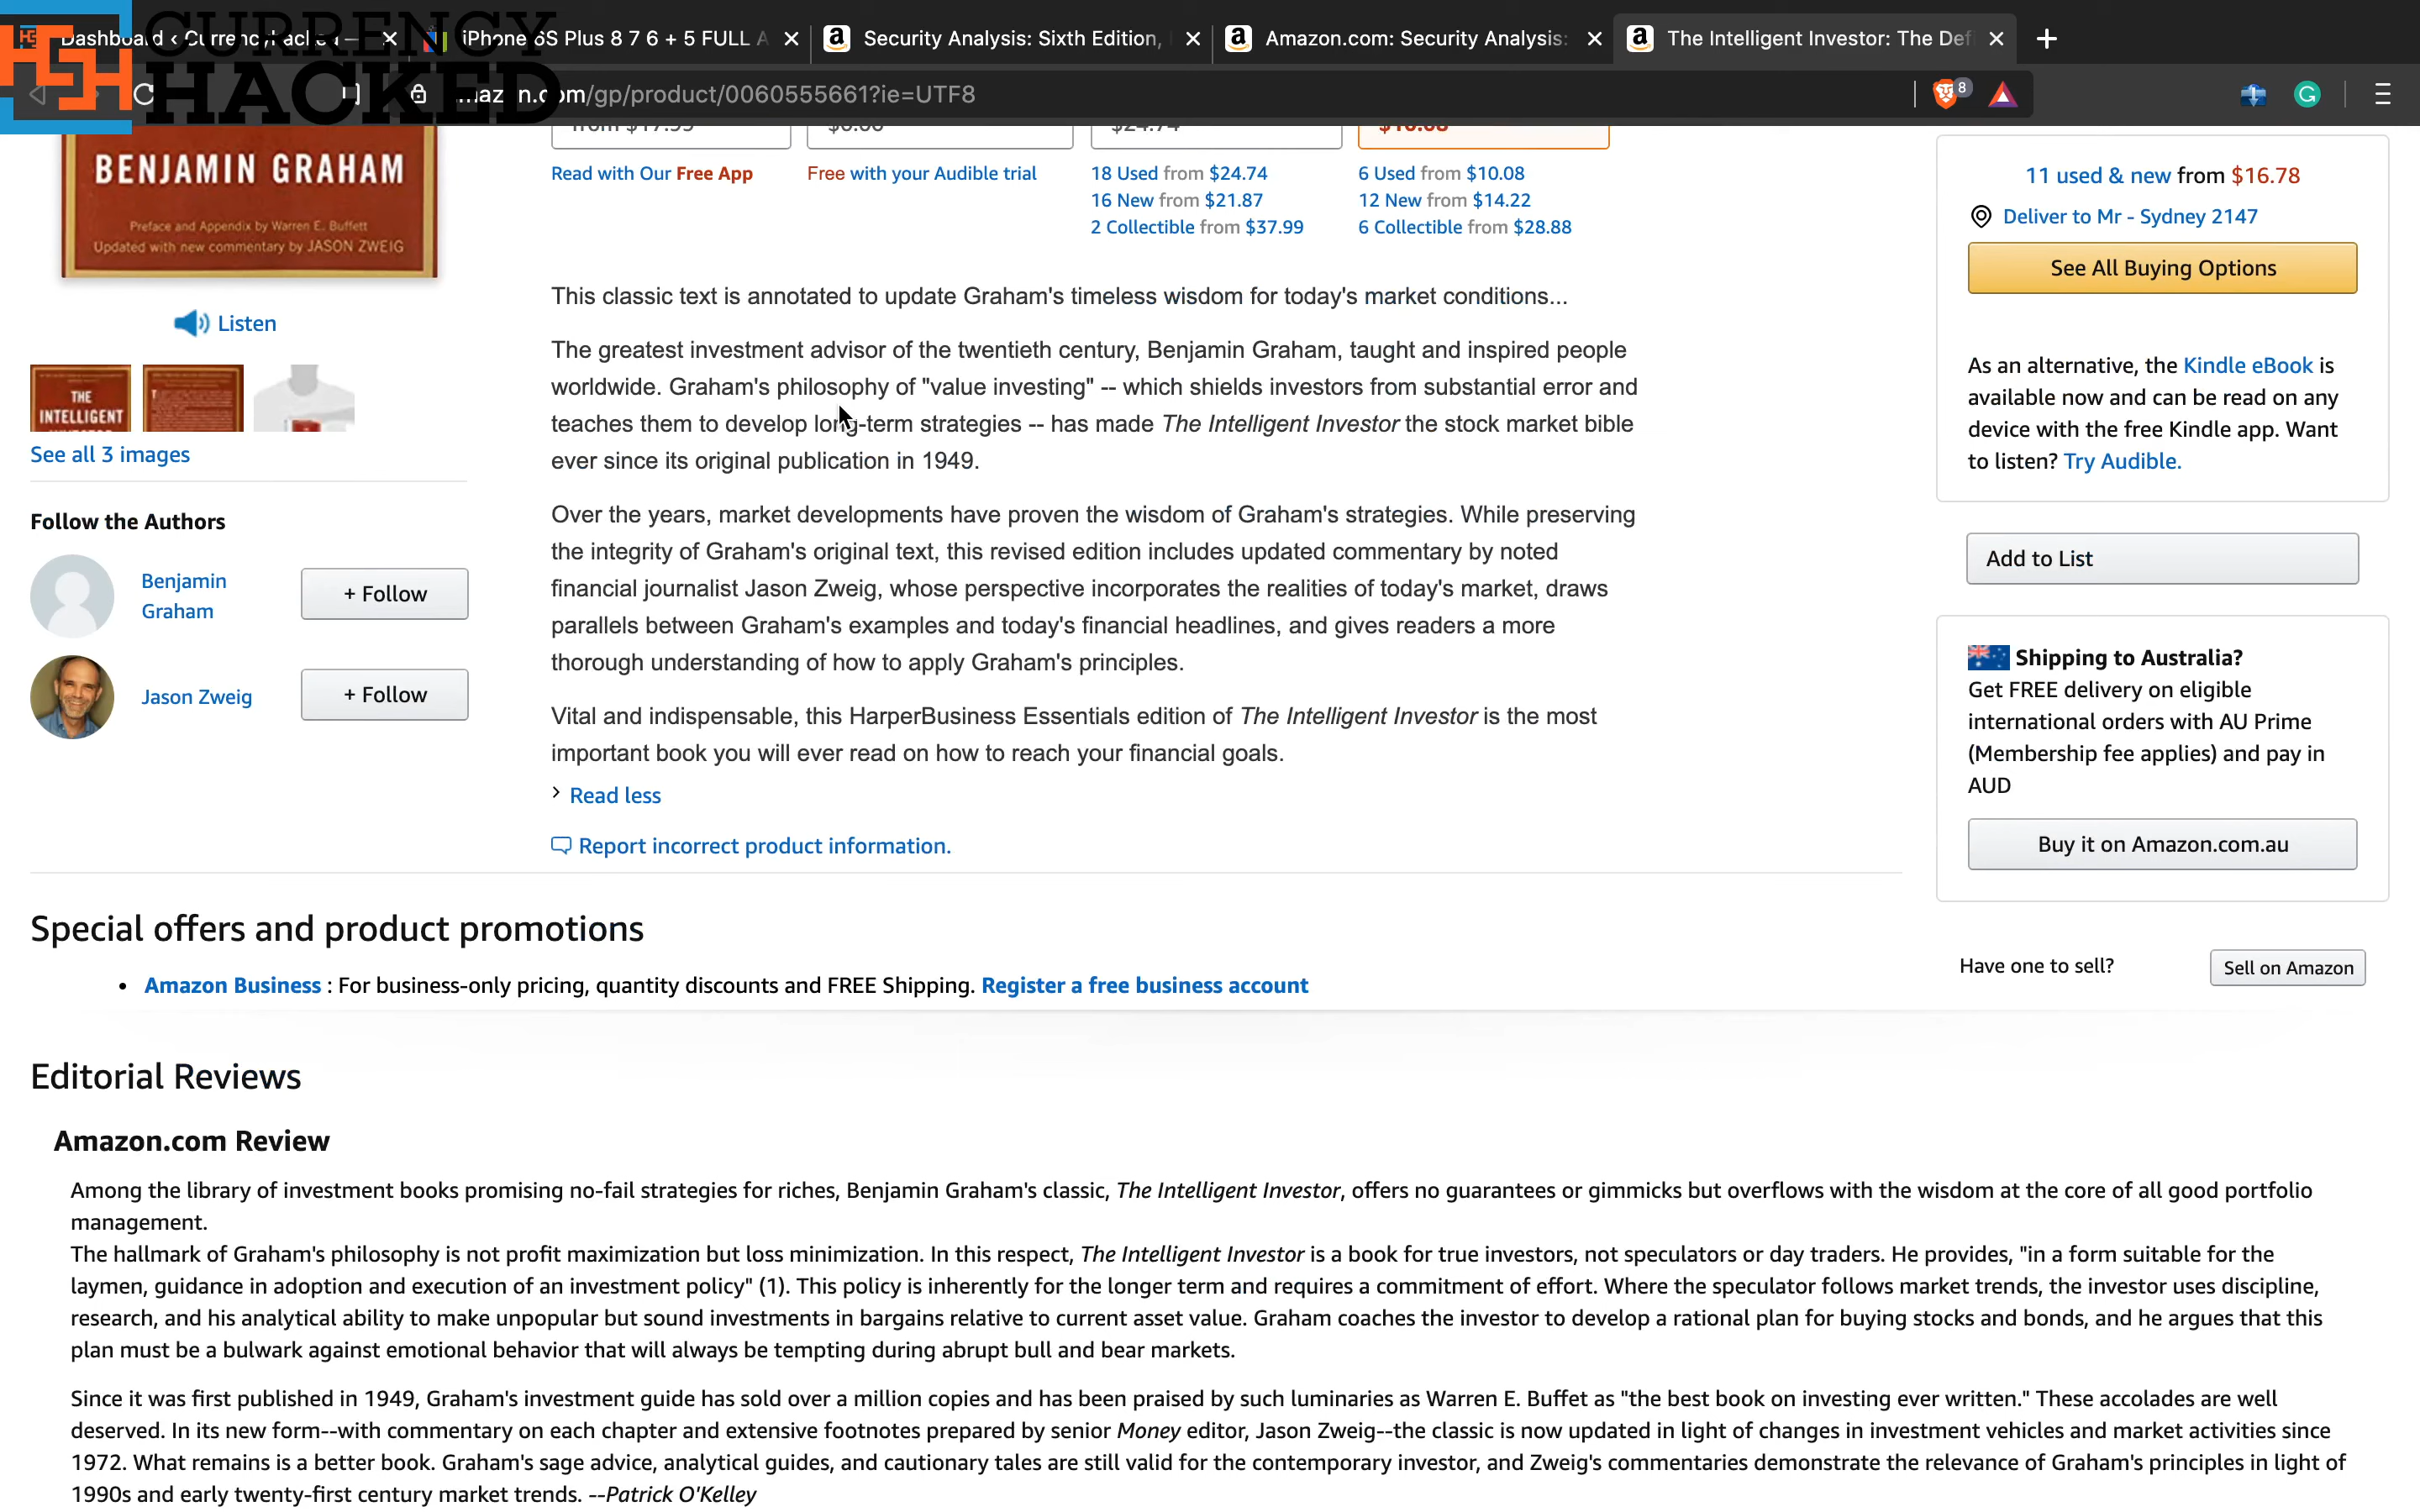 CURRENCY
HACKED
Dashboard ‹ Currency Hacked —
iPhone 6S Plus 8 7 6 + 5 FULL A
Security Analysis: Sixth Edition,
Amazon.com: Security Analysis:
The Intelligent Investor: The Def
amazon.com/gp/product/0060555661?ie=UTF8
8
BENJAMIN GRAHAM
Preface and Appendix by Warren E. Buffett
Updated with new commentary by JASON ZWEIG
Listen
THE
INTELLIGENT
See all 3 images
Follow the Authors
Benjamin
Graham
+ Follow
Jason Zweig
+ Follow
from $17.99
$0.00
$24.74
$10.08
Read with Our Free App
Free with your Audible trial
18 Used from $24.74
16 New from $21.87
2 Collectible from $37.99
6 Used from $10.08
12 New from $14.22
6 Collectible from $28.88
This classic text is annotated to update Graham's timeless wisdom for today's market conditions...
The greatest investment advisor of the twentieth century, Benjamin Graham, taught and inspired people
worldwide. Graham's philosophy of "value investing" -- which shields investors from substantial error and
teaches them to develop long-term strategies -- has made The Intelligent Investor the stock market bible
ever since its original publication in 1949.
Over the years, market developments have proven the wisdom of Graham's strategies. While preserving
the integrity of Graham's original text, this revised edition includes updated commentary by noted
financial journalist Jason Zweig, whose perspective incorporates the realities of today's market, draws
parallels between Graham's examples and today's financial headlines, and gives readers a more
thorough understanding of how to apply Graham's principles.
Vital and indispensable, this HarperBusiness Essentials edition of The Intelligent Investor is the most
important book you will ever read on how to reach your financial goals.
Read less
Report incorrect product information.
11 used & new from $16.78
Deliver to Mr - Sydney 2147
See All Buying Options
As an alternative, the Kindle eBook is
available now and can be read on any
device with the free Kindle app. Want
to listen? Try Audible.
Add to List
Shipping to Australia?
Get FREE delivery on eligible
international orders with AU Prime
(Membership fee applies) and pay in
AUD
Buy it on Amazon.com.au
Have one to sell?
Sell on Amazon
Special offers and product promotions
• Amazon Business : For business-only pricing, quantity discounts and FREE Shipping. Register a free business account
Editorial Reviews
Amazon.com Review
Among the library of investment books promising no-fail strategies for riches, Benjamin Graham's classic, The Intelligent Investor, offers no guarantees or gimmicks but overflows with the wisdom at the core of all good portfolio
management.
The hallmark of Graham's philosophy is not profit maximization but loss minimization. In this respect, The Intelligent Investor is a book for true investors, not speculators or day traders. He provides, "in a form suitable for the
laymen, guidance in adoption and execution of an investment policy" (1). This policy is inherently for the longer term and requires a commitment of effort. Where the speculator follows market trends, the investor uses discipline,
research, and his analytical ability to make unpopular but sound investments in bargains relative to current asset value. Graham coaches the investor to develop a rational plan for buying stocks and bonds, and he argues that this
plan must be a bulwark against emotional behavior that will always be tempting during abrupt bull and bear markets.
Since it was first published in 1949, Graham's investment guide has sold over a million copies and has been praised by such luminaries as Warren E. Buffet as "the best book on investing ever written." These accolades are well
deserved. In its new form--with commentary on each chapter and extensive footnotes prepared by senior Money editor, Jason Zweig--the classic is now updated in light of changes in investment vehicles and market activities since
1972. What remains is a better book. Graham's sage advice, analytical guides, and cautionary tales are still valid for the contemporary investor, and Zweig's commentaries demonstrate the relevance of Graham's principles in light of
1990s and early twenty-first century market trends. --Patrick O'Kelley